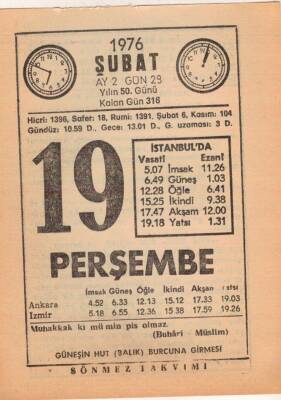 1976
ŞUBAT
AY 2. GÜN 29
Yılın 50. Günü
Kalan Gün 316
Hicri: 1396, Safer: 18, Rumi: 1391, Şubat 6, Kasım: 104
Gündüz: 10.59 D., Gece: 13.01 D., G. uzaması: 3 D.
19
İSTANBUL'DA
Vasatî Ezanî
5.07 İmsak 11.26
6.49 Güneş 1.03
12.28 Öğle 6.41
15.25 İkindi 9.38
17.47 Akşam 12.00
19.18 Yatsı 1.31
PERŞEMBE
İmsak Güneş Öğle İkindi Akşam Yatsı
Ankara 4.52 6.33 12.13 15.12 17.33 19.03
İzmir 5.18 6.55 12.36 15.38 17.59 19.26
Muhakkak ki mü'min pis olmaz.
(Buhârî Müslim)
GÜNEŞİN HUT (BALIK) BURCUNA GİRMESİ
SÖNMEZ TAKVİMİ